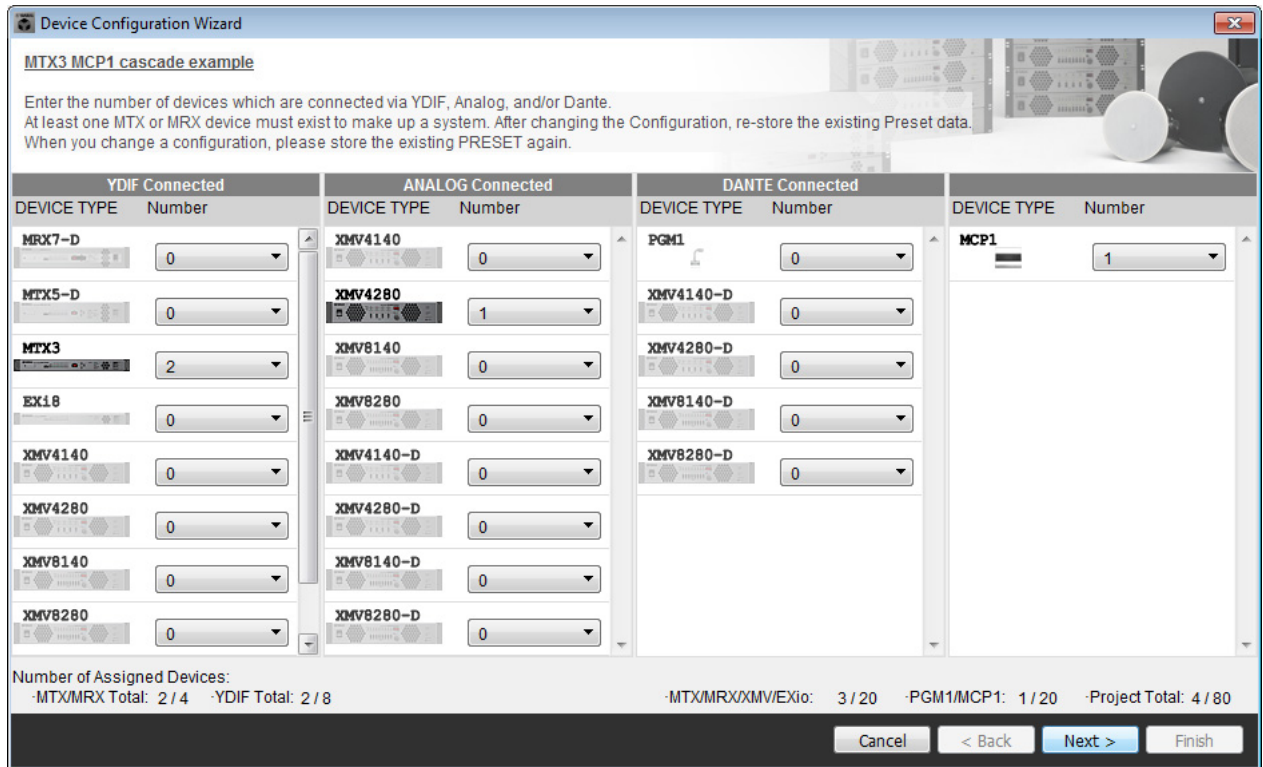 Device Configuration Wizard
MTX3 MCP1 cascade example
Enter the number of devices which are connected via YDIF, Analog, and/or Dante.
At least one MTX or MRX device must exist to make up a system. After changing the Configuration, re-store the existing Preset data.
When you change a configuration, please store the existing PRESET again.
YDIF Connected
DEVICE TYPE Number
MRX7-D 0
MTX5-D 0
MTX3 2
EXi8 0
XMV4140 0
XMV4280 0
XMV8140 0
XMV8280 0
ANALOG Connected
DEVICE TYPE Number
XMV4140 0
XMV4280 1
XMV8140 0
XMV8280 0
XMV4140-D 0
XMV4280-D 0
XMV8140-D 0
XMV8280-D 0
DANTE Connected
DEVICE TYPE Number
PGM1 0
XMV4140-D 0
XMV4280-D 0
XMV8140-D 0
XMV8280-D 0
DEVICE TYPE Number
MCP1 1
Number of Assigned Devices:
·MTX/MRX Total: 2 / 4 ·YDIF Total: 2 / 8 ·MTX/MRX/XMV/EXio: 3 / 20 ·PGM1/MCP1: 1 / 20 ·Project Total: 4 / 80
Cancel < Back Next > Finish